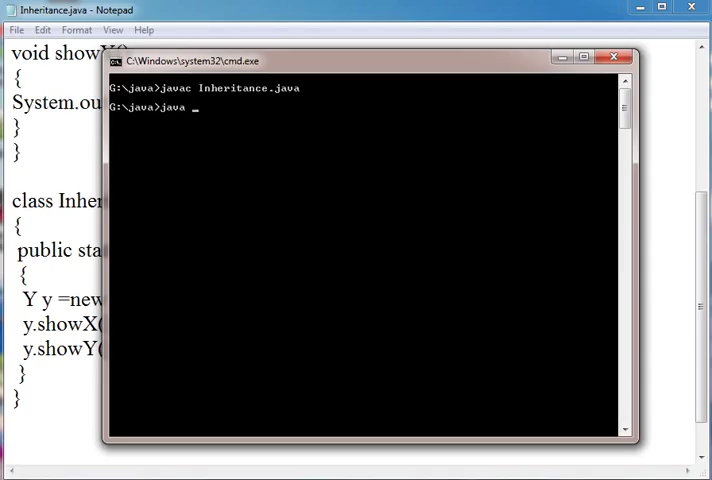 Inheritance.java - Notepad
File Edit Format View Help
void showY()
{
System.ou
}
}
class Inher
{
public sta
{
Y y =new
y.showX(
y.showY(
}
}
C:\Windows\system32\cmd.exe
G:\java>javac Inheritance.java
G:\java>java _